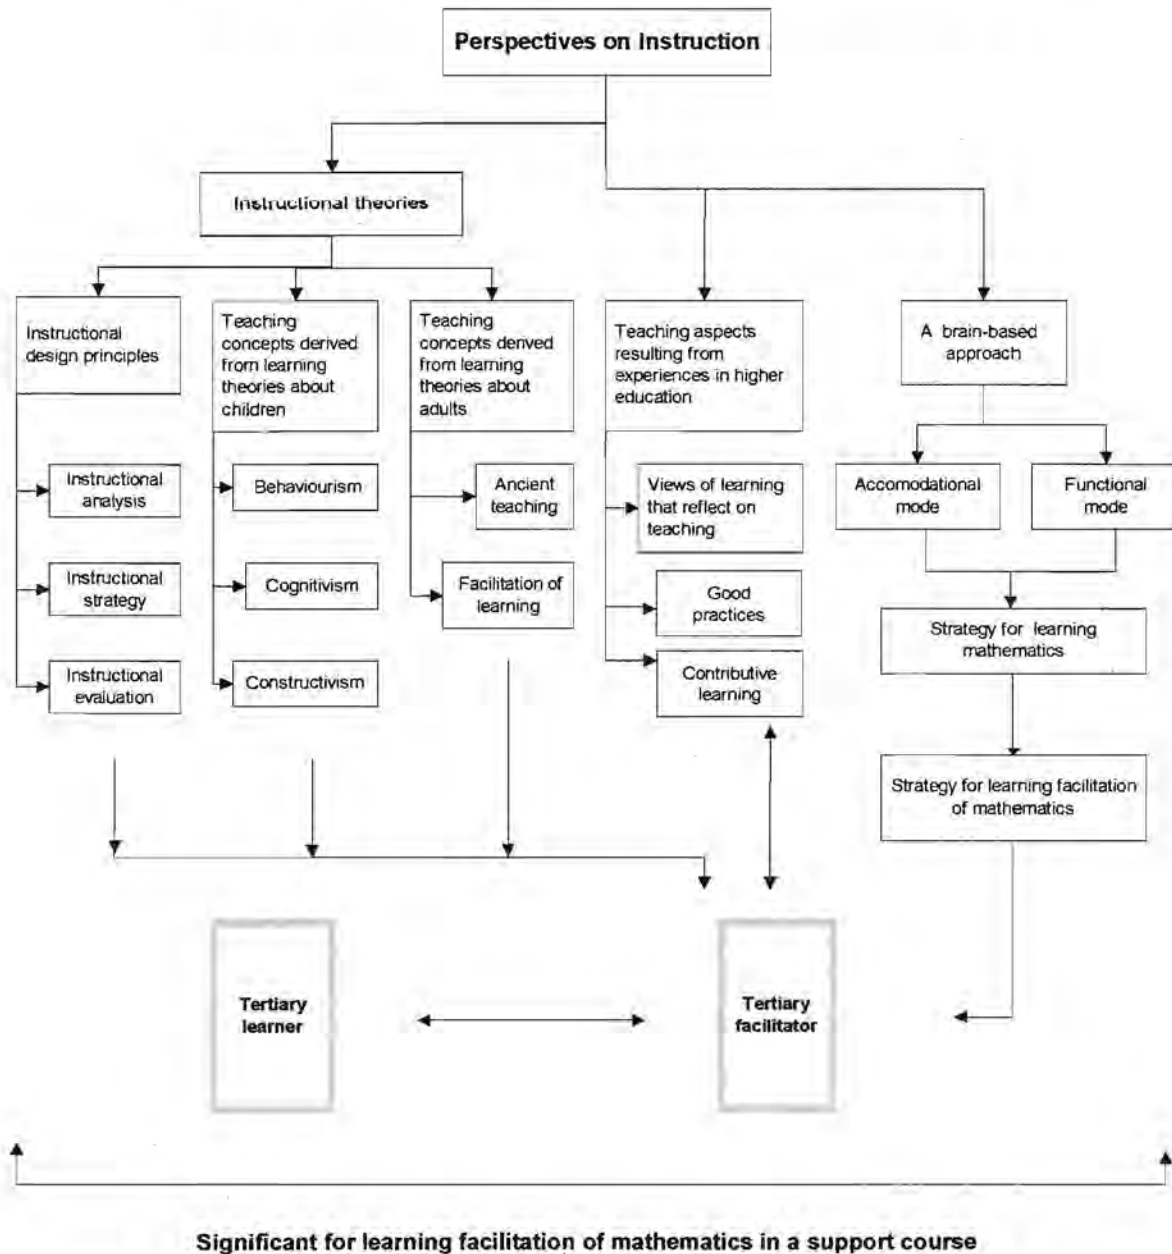 Perspectives on Instruction
Instructional theories
Instructional
design principles
Teaching
concepts derived
from learning
theories about
children
Teaching
concepts derived
from learning
theories about
adults
Teaching aspects
resulting from
experiences in higher
education
A brain-based
approach
Instructional
analysis
Instructional
strategy
Instructional
evaluation
Behaviourism
Cognitivism
Constructivism
Ancient
teaching
Facilitation of
learning
Views of learning
that reflect on
teaching
Good
practices
Contributive
learning
Accomodational
mode
Functional
mode
Strategy for learning
mathematics
Strategy for learning facilitation
of mathematics
Tertiary
learner
Tertiary
facilitator
Significant for learning facilitation of mathematics in a support course